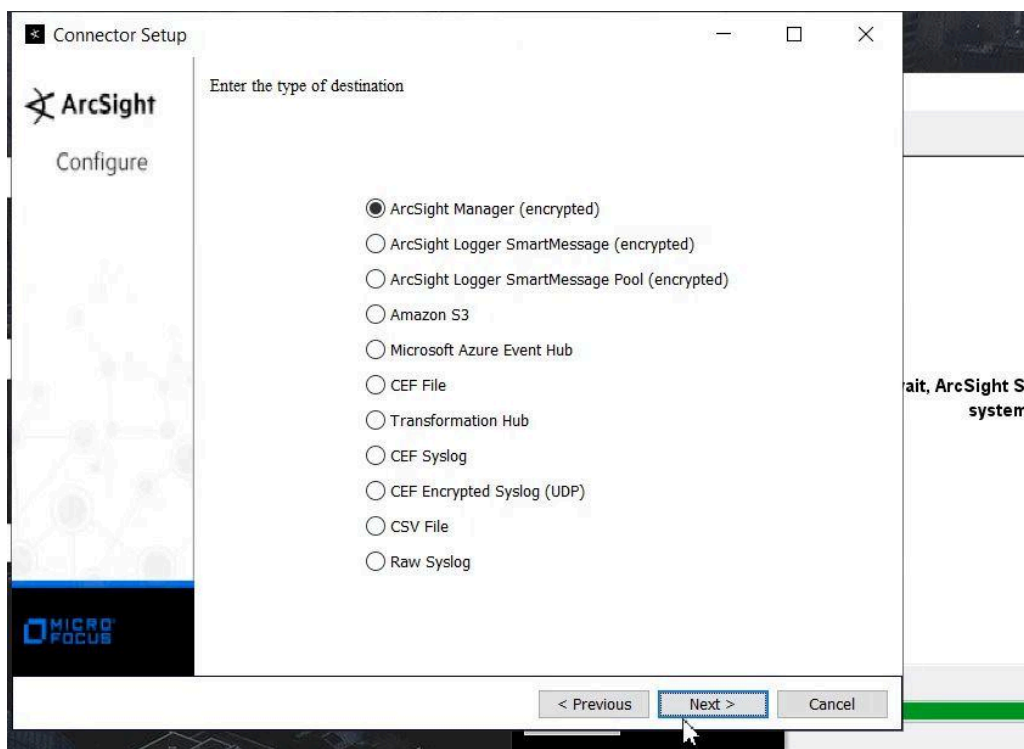 Connector Setup
ArcSight
Configure
Enter the type of destination
ArcSight Manager (encrypted)
ArcSight Logger SmartMessage (encrypted)
ArcSight Logger SmartMessage Pool (encrypted)
Amazon S3
Microsoft Azure Event Hub
CEF File
Transformation Hub
CEF Syslog
CEF Encrypted Syslog (UDP)
CSV File
Raw Syslog
MICRO
FOCUS
< Previous
Next >
Cancel
ait, ArcSight S
system